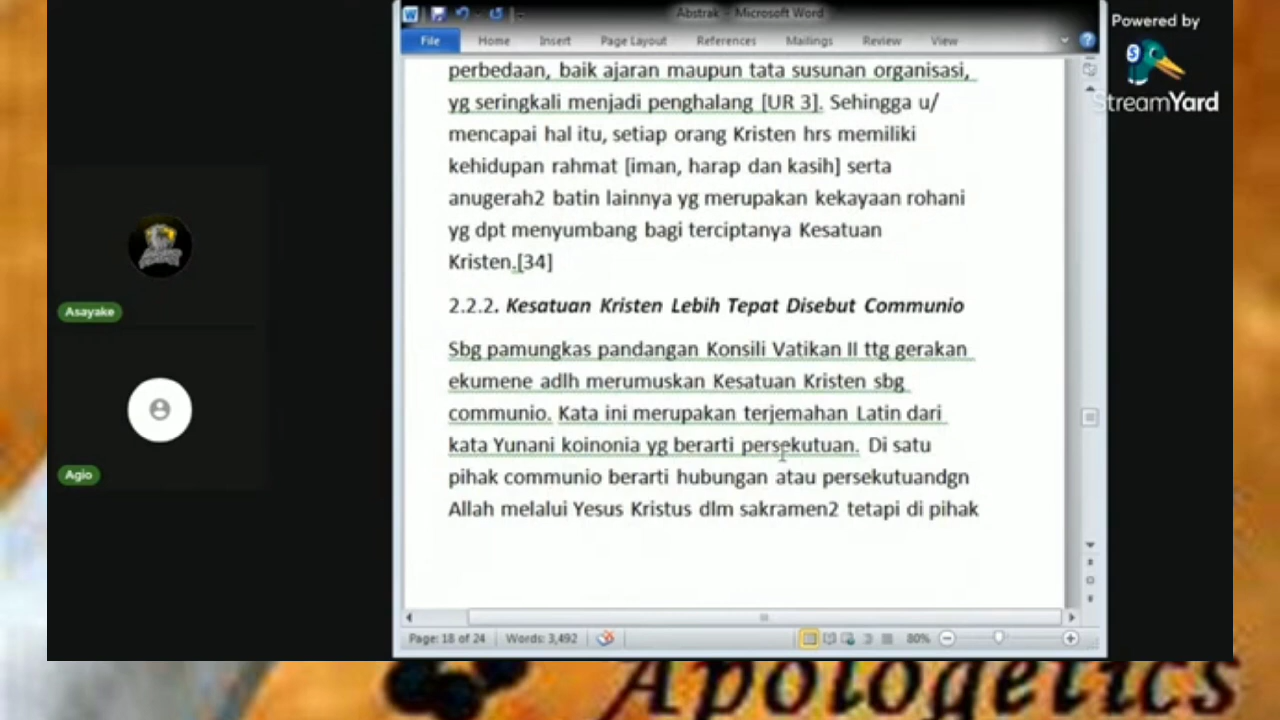 Abstrak - Microsoft Word
File Home Insert Page Layout References Mailings Review View
Powered by
StreamYard
perbedaan, baik ajaran maupun tata susunan organisasi,
yg seringkali menjadi penghalang [UR 3]. Sehingga u/
mencapai hal itu, setiap orang Kristen hrs memiliki
kehidupan rahmat [iman, harap dan kasih] serta
anugerah2 batin lainnya yg merupakan kekayaan rohani
yg dpt menyumbang bagi terciptanya Kesatuan
Kristen.[34]
2.2.2. Kesatuan Kristen Lebih Tepat Disebut Communio
Sbg pamungkas pandangan Konsili Vatikan II ttg gerakan
ekumene adlh merumuskan Kesatuan Kristen sbg
communio. Kata ini merupakan terjemahan Latin dari
kata Yunani koinonia yg berarti persekutuan. Di satu
pihak communio berarti hubungan atau persekutuandgn
Allah melalui Yesus Kristus dlm sakramen2 tetapi di pihak
Asayake
Agio
Page: 18 of 24 Words: 3,492 80%
Apologetics